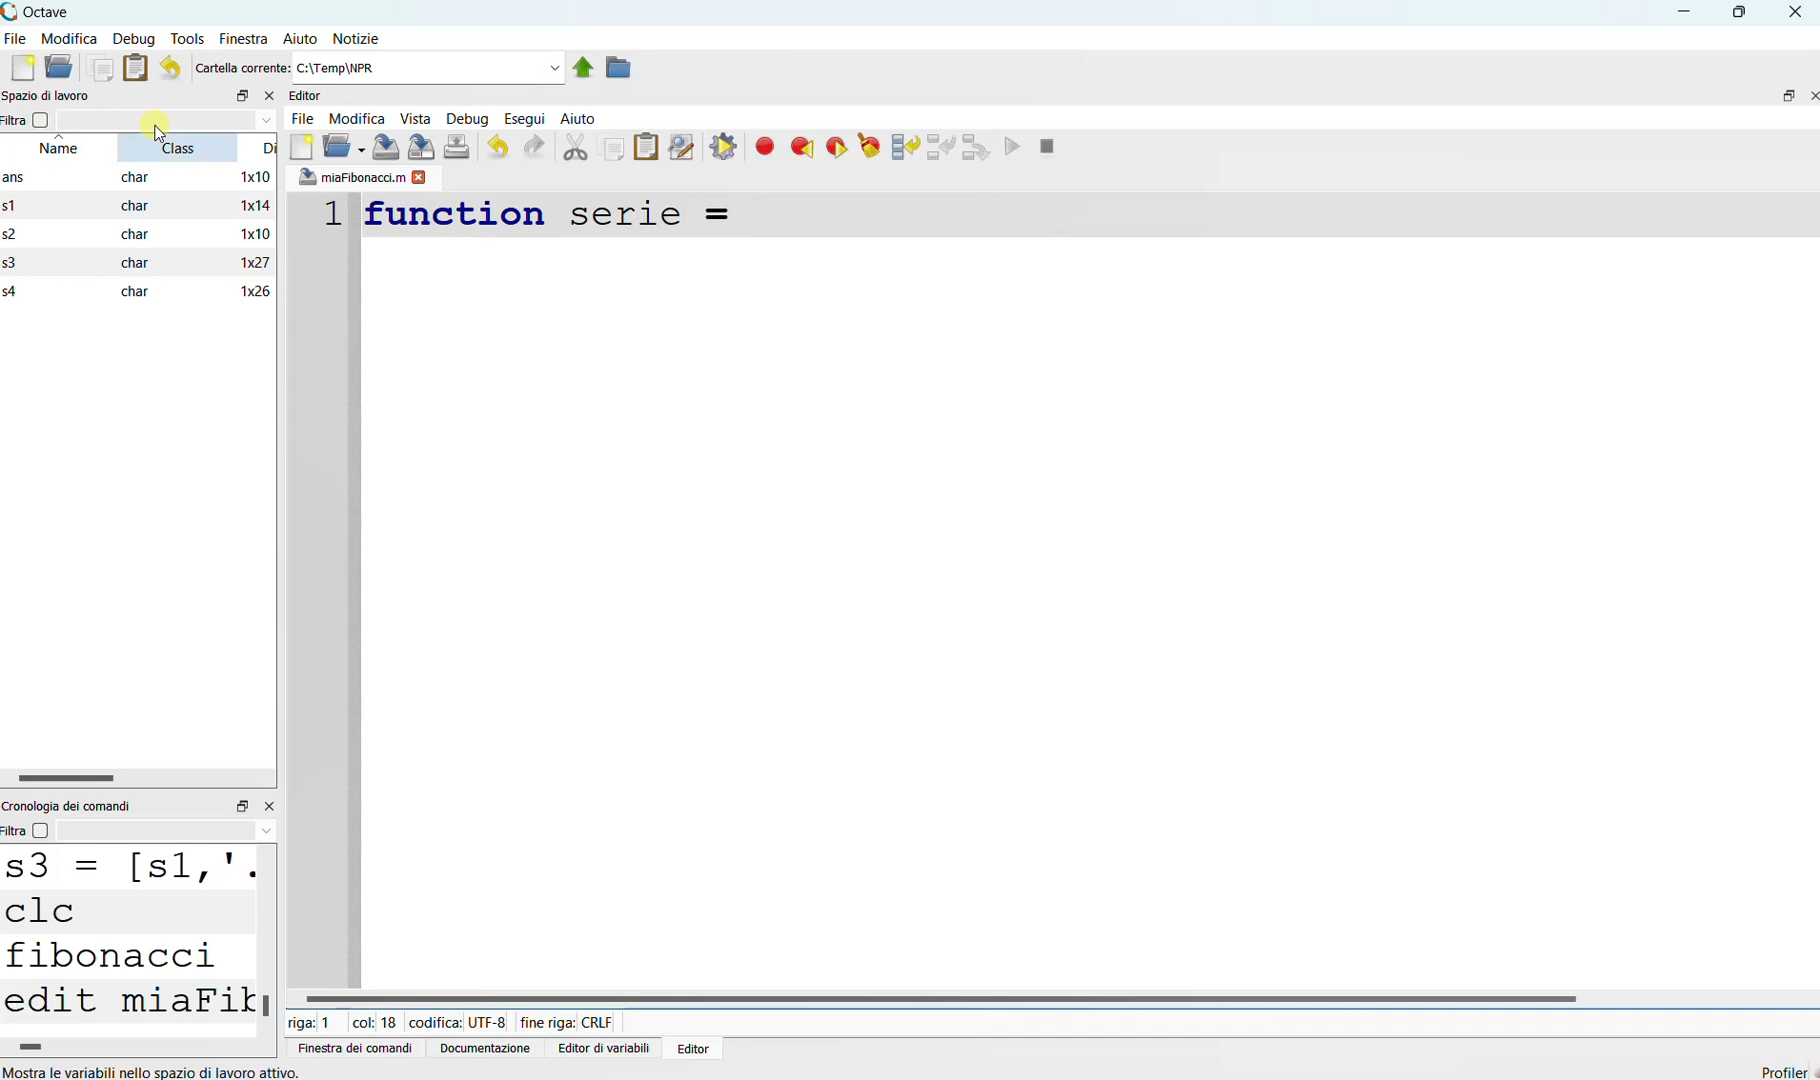 Octave
File Modifica Debug Tools Finestra Aiuto Notizie
Cartella corrente: C:\Temp\NPR
Spazio di lavoro
Filtra
Name Class Di
ans char 1x10
s1 char 1x14
s2 char 1x10
s3 char 1x27
s4 char 1x26
Cronologia dei comandi
Filtra
s3 = [s1,'.
clc
fibonacci
edit miaFib
Editor
File Modifica Vista Debug Esegui Aiuto
miaFibonacci.m
1 function serie =
riga: 1 col: 18 codifica: UTF-8 fine riga: CRLF
Finestra dei comandi Documentazione Editor di variabili Editor
Mostra le variabili nello spazio di lavoro attivo. Profiler